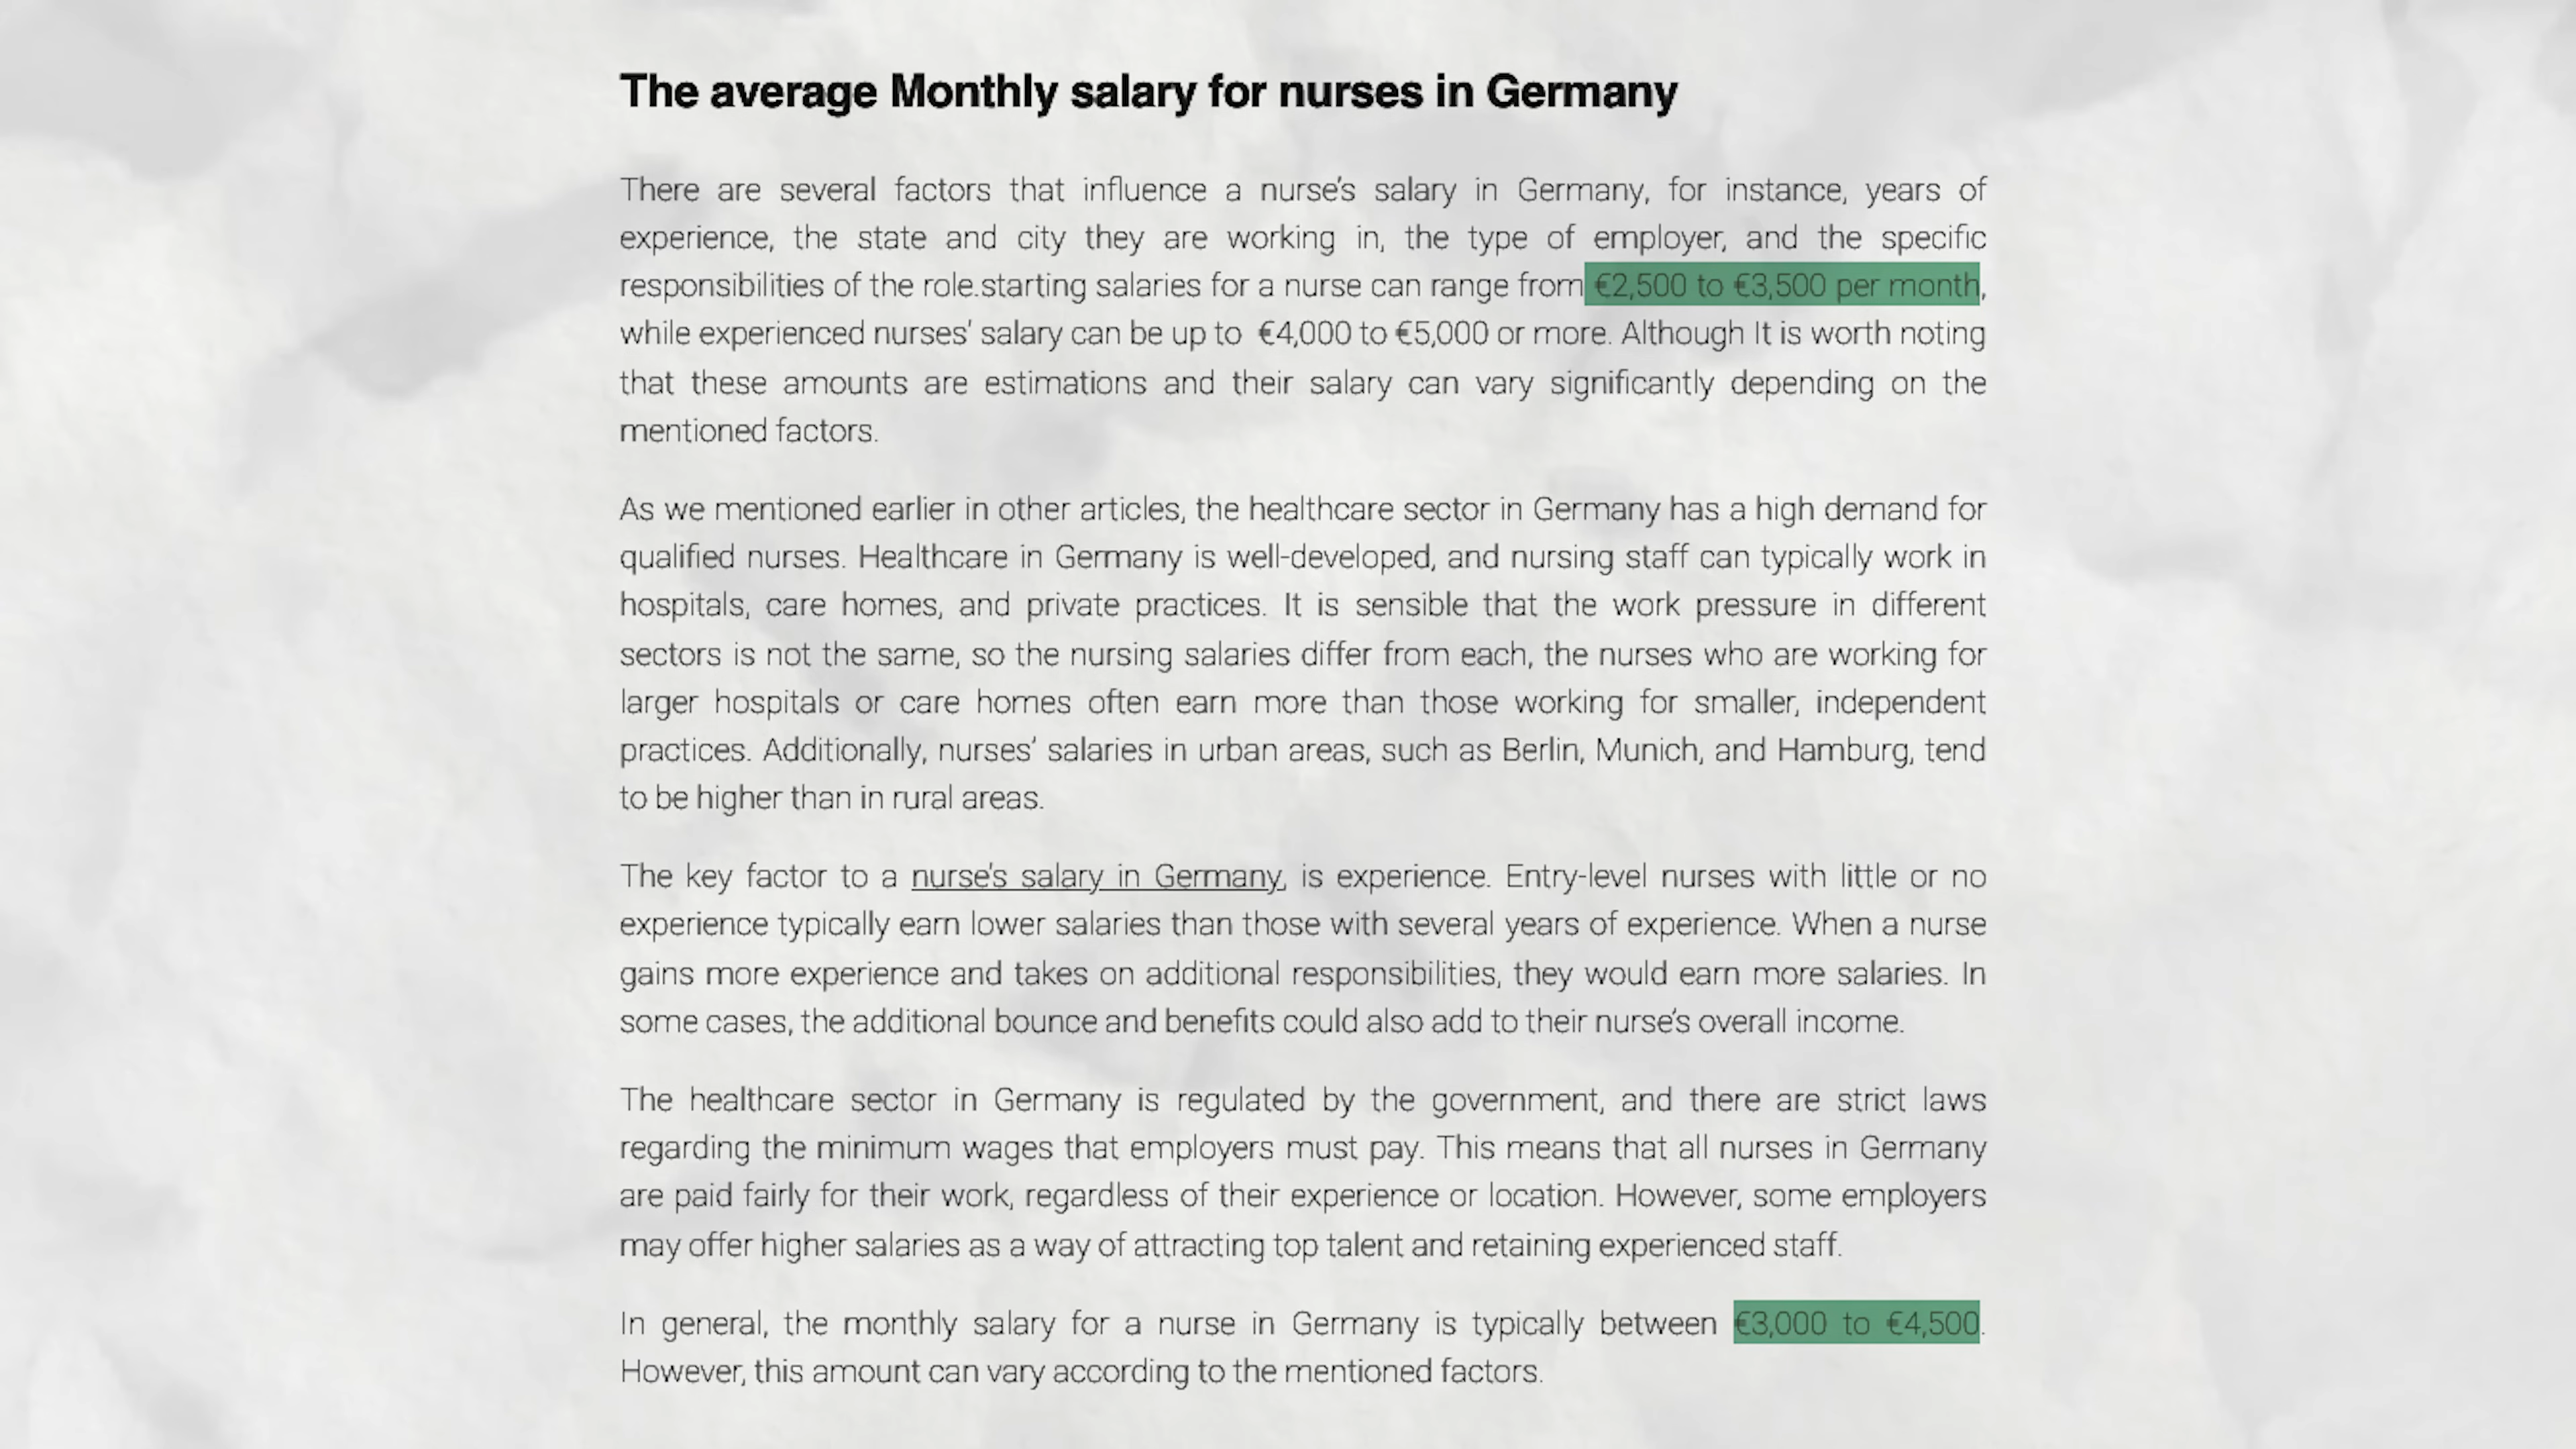 The average Monthly salary for nurses in Germany
There are several factors that influence a nurse's salary in Germany, for instance, years of
experience, the state and city they are working in, the type of employer, and the specific
responsibilities of the role.starting salaries for a nurse can range from €2,500 to €3,500 per month,
while experienced nurses' salary can be up to  €4,000 to €5,000 or more. Although It is worth noting
that these amounts are estimations and their salary can vary significantly depending on the
mentioned factors.
As we mentioned earlier in other articles, the healthcare sector in Germany has a high demand for
qualified nurses. Healthcare in Germany is well-developed, and nursing staff can typically work in
hospitals, care homes, and private practices. It is sensible that the work pressure in different
sectors is not the same, so the nursing salaries differ from each, the nurses who are working for
larger hospitals or care homes often earn more than those working for smaller, independent
practices. Additionally, nurses' salaries in urban areas, such as Berlin, Munich, and Hamburg, tend
to be higher than in rural areas.
The key factor to a nurse's salary in Germany, is experience. Entry-level nurses with little or no
experience typically earn lower salaries than those with several years of experience. When a nurse
gains more experience and takes on additional responsibilities, they would earn more salaries. In
some cases, the additional bounce and benefits could also add to their nurse's overall income.
The healthcare sector in Germany is regulated by the government, and there are strict laws
regarding the minimum wages that employers must pay. This means that all nurses in Germany
are paid fairly for their work, regardless of their experience or location. However, some employers
may offer higher salaries as a way of attracting top talent and retaining experienced staff.
In general, the monthly salary for a nurse in Germany is typically between €3,000 to €4,500.
However, this amount can vary according to the mentioned factors.